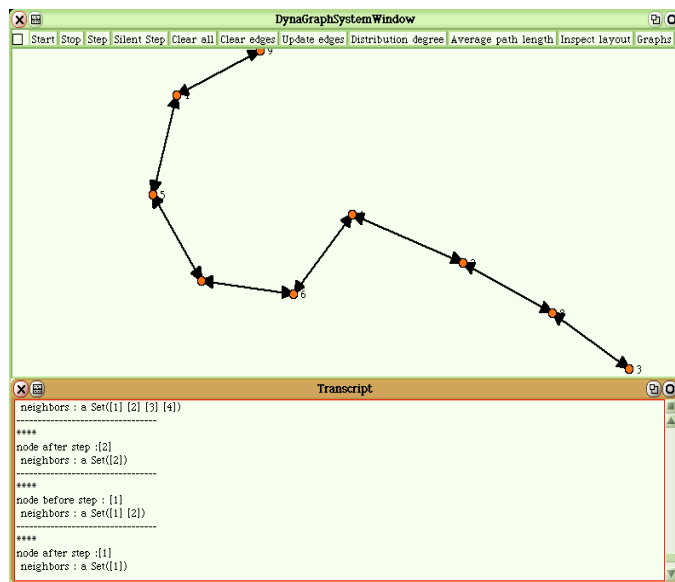 DynaGraphSystemWindow
Start Stop Step Silent Step Clear all Clear edges Update edges Distribution degree Average path length Inspect layout Graphs
9
5
6
3
Transcript
neighbors : a Set([1] [2] [3] [4])
--------------------------------
****
node after step :[2]
neighbors : a Set([2])
--------------------------------
****
node before step : [1]
neighbors : a Set([1] [2])
--------------------------------
****
node after step :[1]
neighbors : a Set([1])